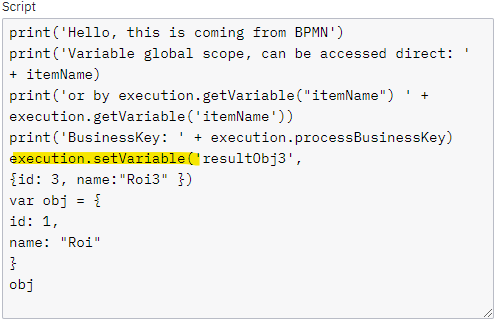 Script
print('Hello, this is coming from BPMN')
print('Variable global scope, can be accessed direct: '
+ itemName)
print('or by execution.getVariable("itemName") ' +
execution.getVariable('itemName'))
print('BusinessKey: ' + execution.processBusinessKey)
execution.setVariable('resultObj3',
{id: 3, name:"Roi3" })
var obj = {
id: 1,
name: "Roi"
}
obj